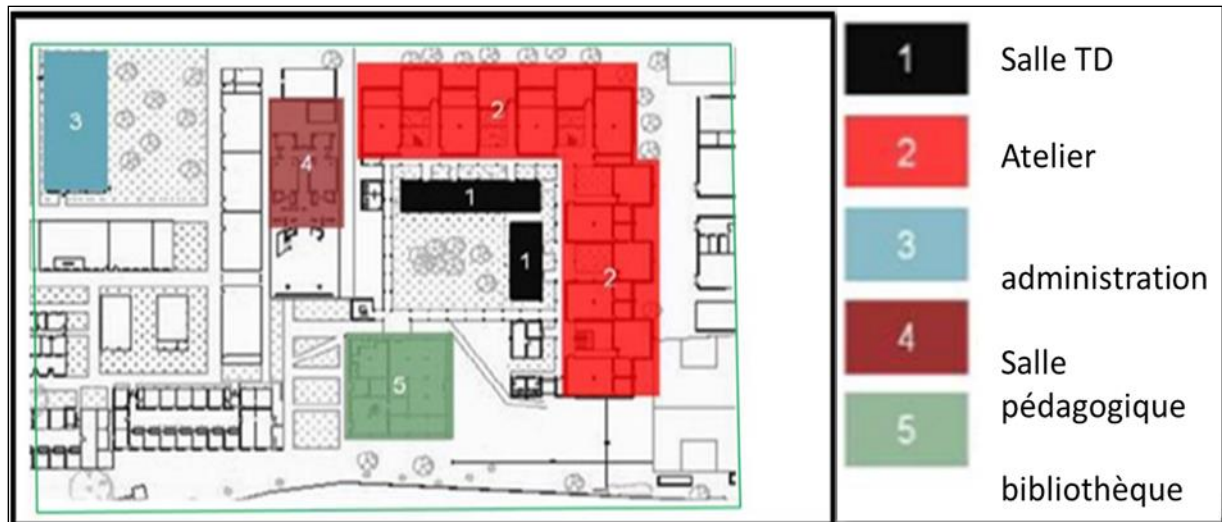 3
4
2
1
1
2
5
1 Salle TD
2 Atelier
3 administration
4 Salle
pédagogique
5 bibliothèque